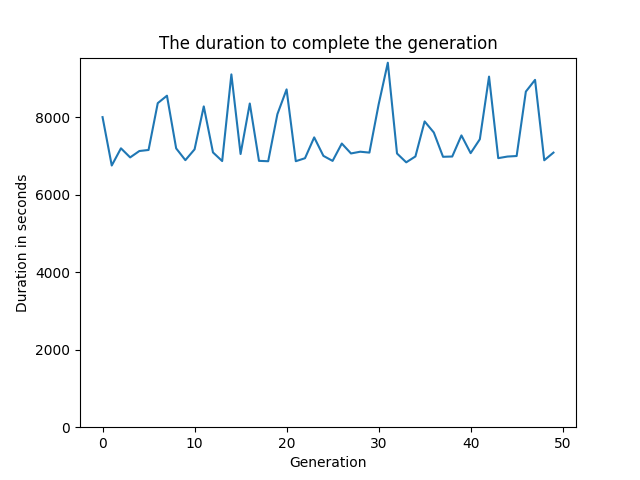 The duration to complete the generation
Duration in seconds
8000
6000
4000
2000
0
0 10 20 30 40 50
Generation